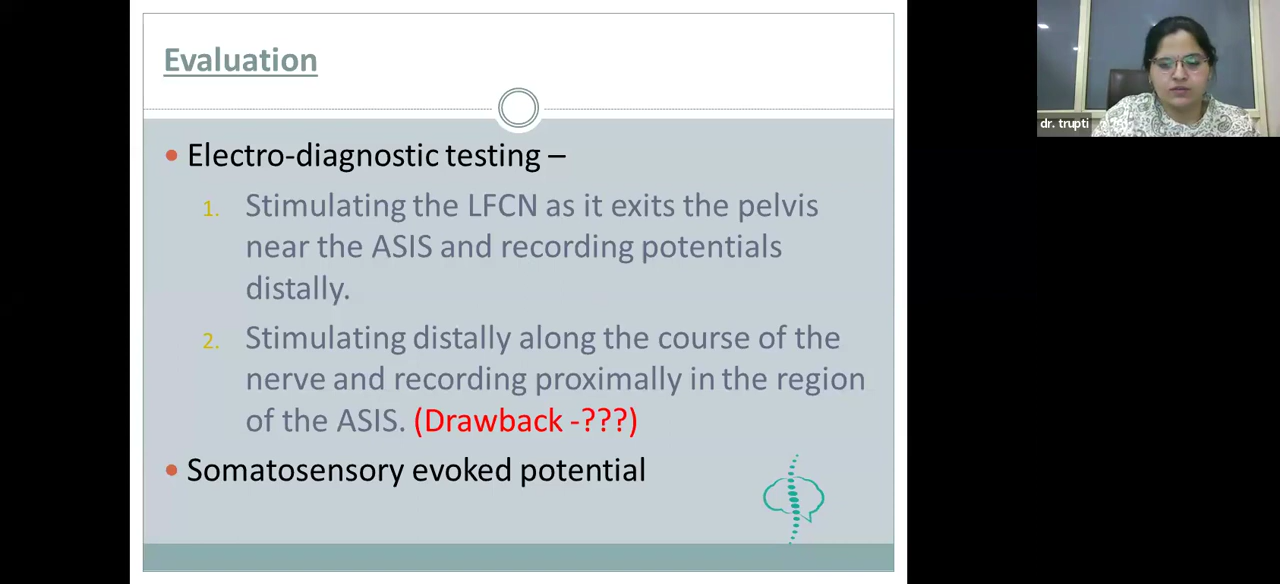 Evaluation
dr. trupti
• Electro-diagnostic testing –
1. Stimulating the LFCN as it exits the pelvis
near the ASIS and recording potentials
distally.
2. Stimulating distally along the course of the
nerve and recording proximally in the region
of the ASIS. (Drawback -???)
• Somatosensory evoked potential